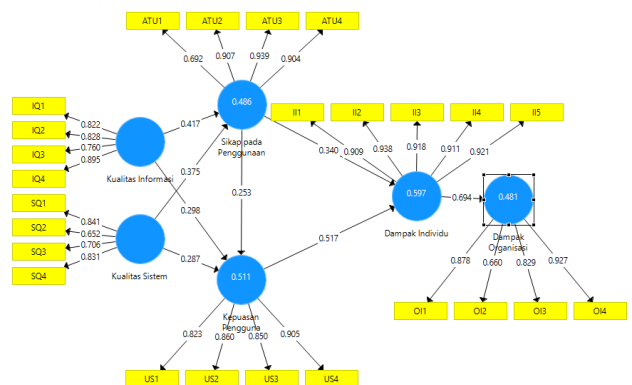 ATU1 ATU2 ATU3 ATU4
0.692 0.907 0.939 0.904
IQ1
IQ2
IQ3
IQ4
0.822
0.828
0.760
0.895
Kualitas Informasi
SQ1
SQ2
SQ3
SQ4
0.841
0.652
0.706
0.831
Kualitas Sistem
0.417
0.375
0.298
0.287
0.486
Sikap pada
Penggunaan
0.253
0.511
Kepuasan
Pengguna
0.823 0.860 0.850 0.905
US1 US2 US3 US4
II1 II2 II3 II4 II5
0.909 0.938 0.918 0.911 0.921
0.340
0.517
0.597
Dampak Individu
0.694
0.481
Dampak
Organisasi
0.878 0.660 0.829 0.927
OI1 OI2 OI3 OI4